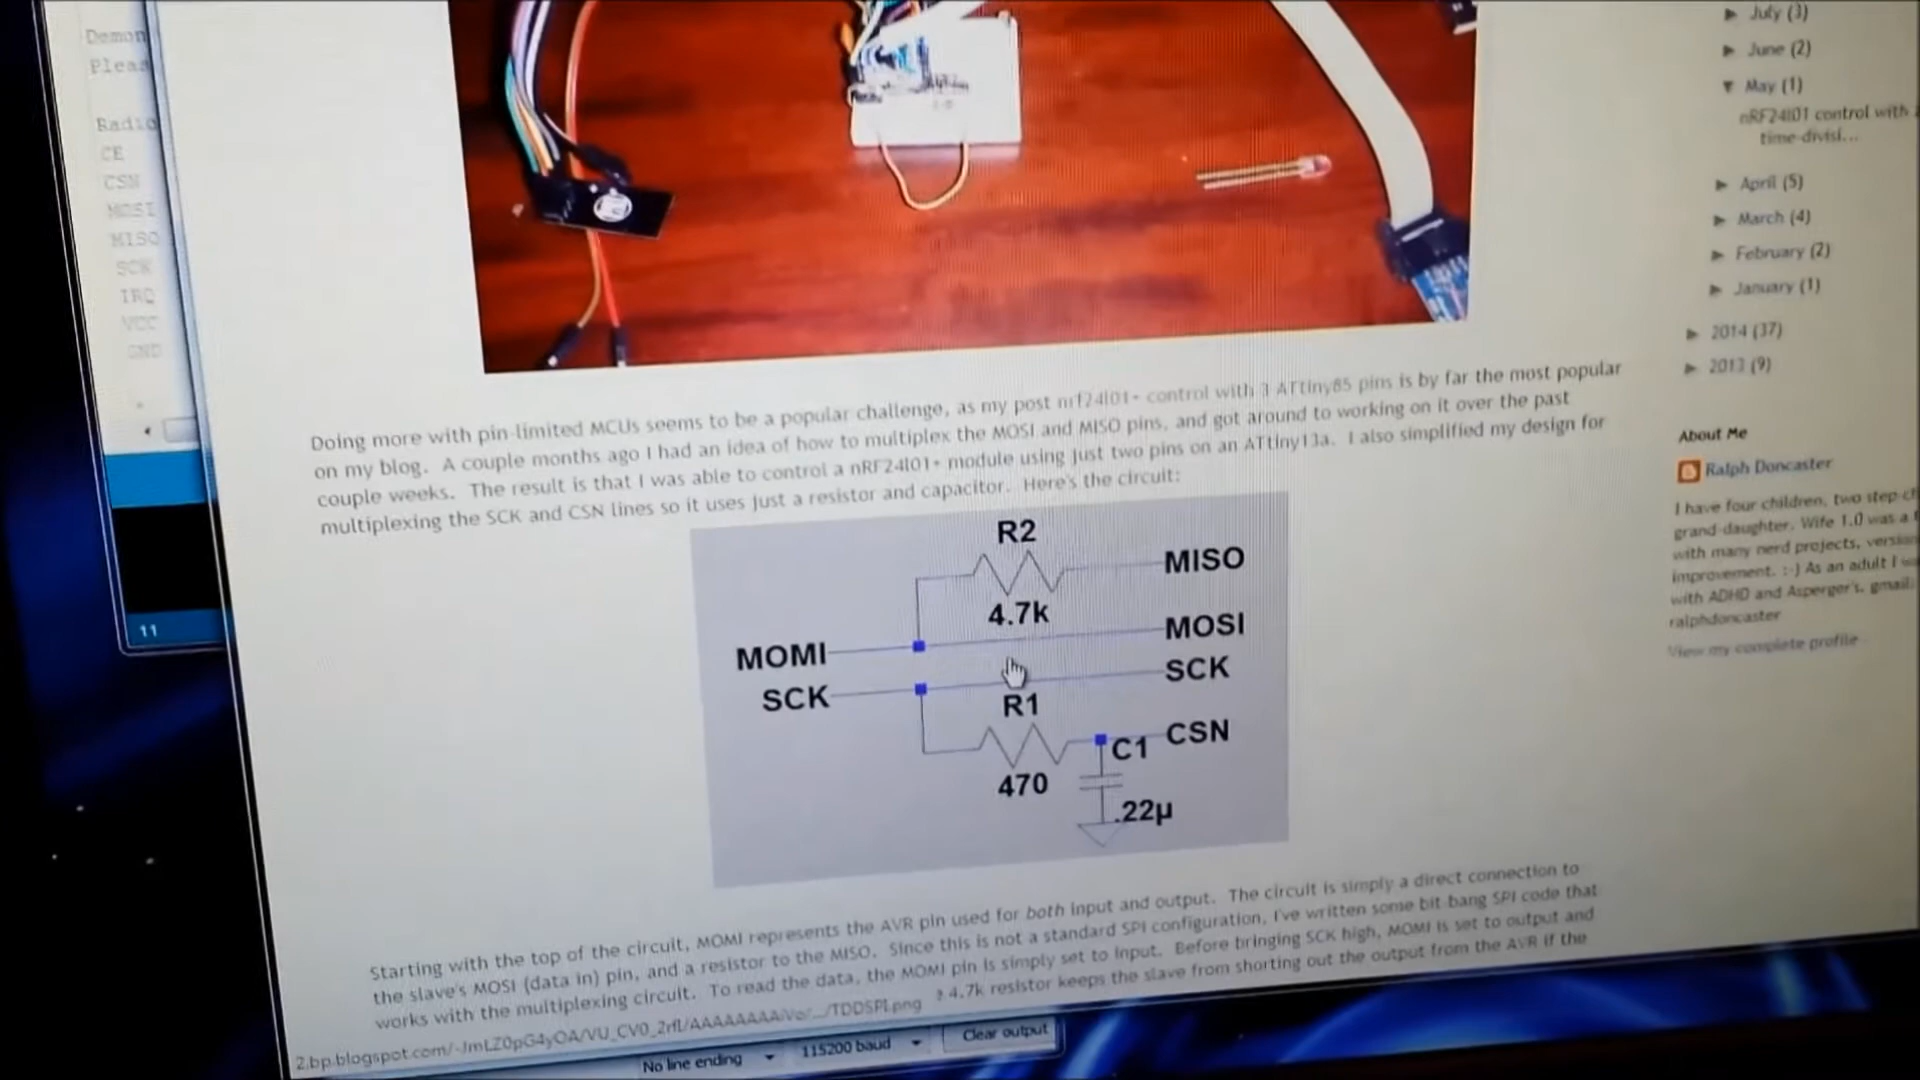 Radio
CE
CSN
MOSI
MISO
SCK
IRQ
VCC
GND
11
Doing more with pin-limited MCUs seems to be a popular challenge, as my post nrf24l01+ control with 3 ATtiny85 pins is by far the most popular
on my blog. A couple months ago I had an idea of how to multiplex the MOSI and MISO pins, and got around to working on it over the past
couple weeks. The result is that I was able to control a nRF24l01+ module using just two pins on an ATtiny13a. I also simplified my design for
multiplexing the SCK and CSN lines so it uses just a resistor and capacitor. Here's the circuit:
R2
MISO
4.7k
MOSI
MOMI
SCK
SCK
R1
CSN
C1
470
.22µ
Starting with the top of the circuit, MOMI represents the AVR pin used for both input and output. The circuit is simply a direct connection to
the slave's MOSI (data in) pin, and a resistor to the MISO. Since this is not a standard SPI configuration, I've written some bit-bang SPI code that
works with the multiplexing circuit. To read the data, the MOMI pin is simply set to input. Before bringing SCK high, MOMI is set to output and
4.7k resistor keeps the slave from shorting out the output from the AVR if the
No line ending
115200 baud
Clear output
July (3)
June (2)
May (1)
nRF24l01 control with
time-divisi...
April (5)
March (4)
February (2)
January (1)
2014 (37)
2013 (9)
About Me
Ralph Doncaster
I have four children, two step
grand-daughter. Wife 1.0 was a
with many nerd projects, version
improvement. :-) As an adult I
with ADHD and Asperger's. gmail:
ralphdoncaster
View my complete profile